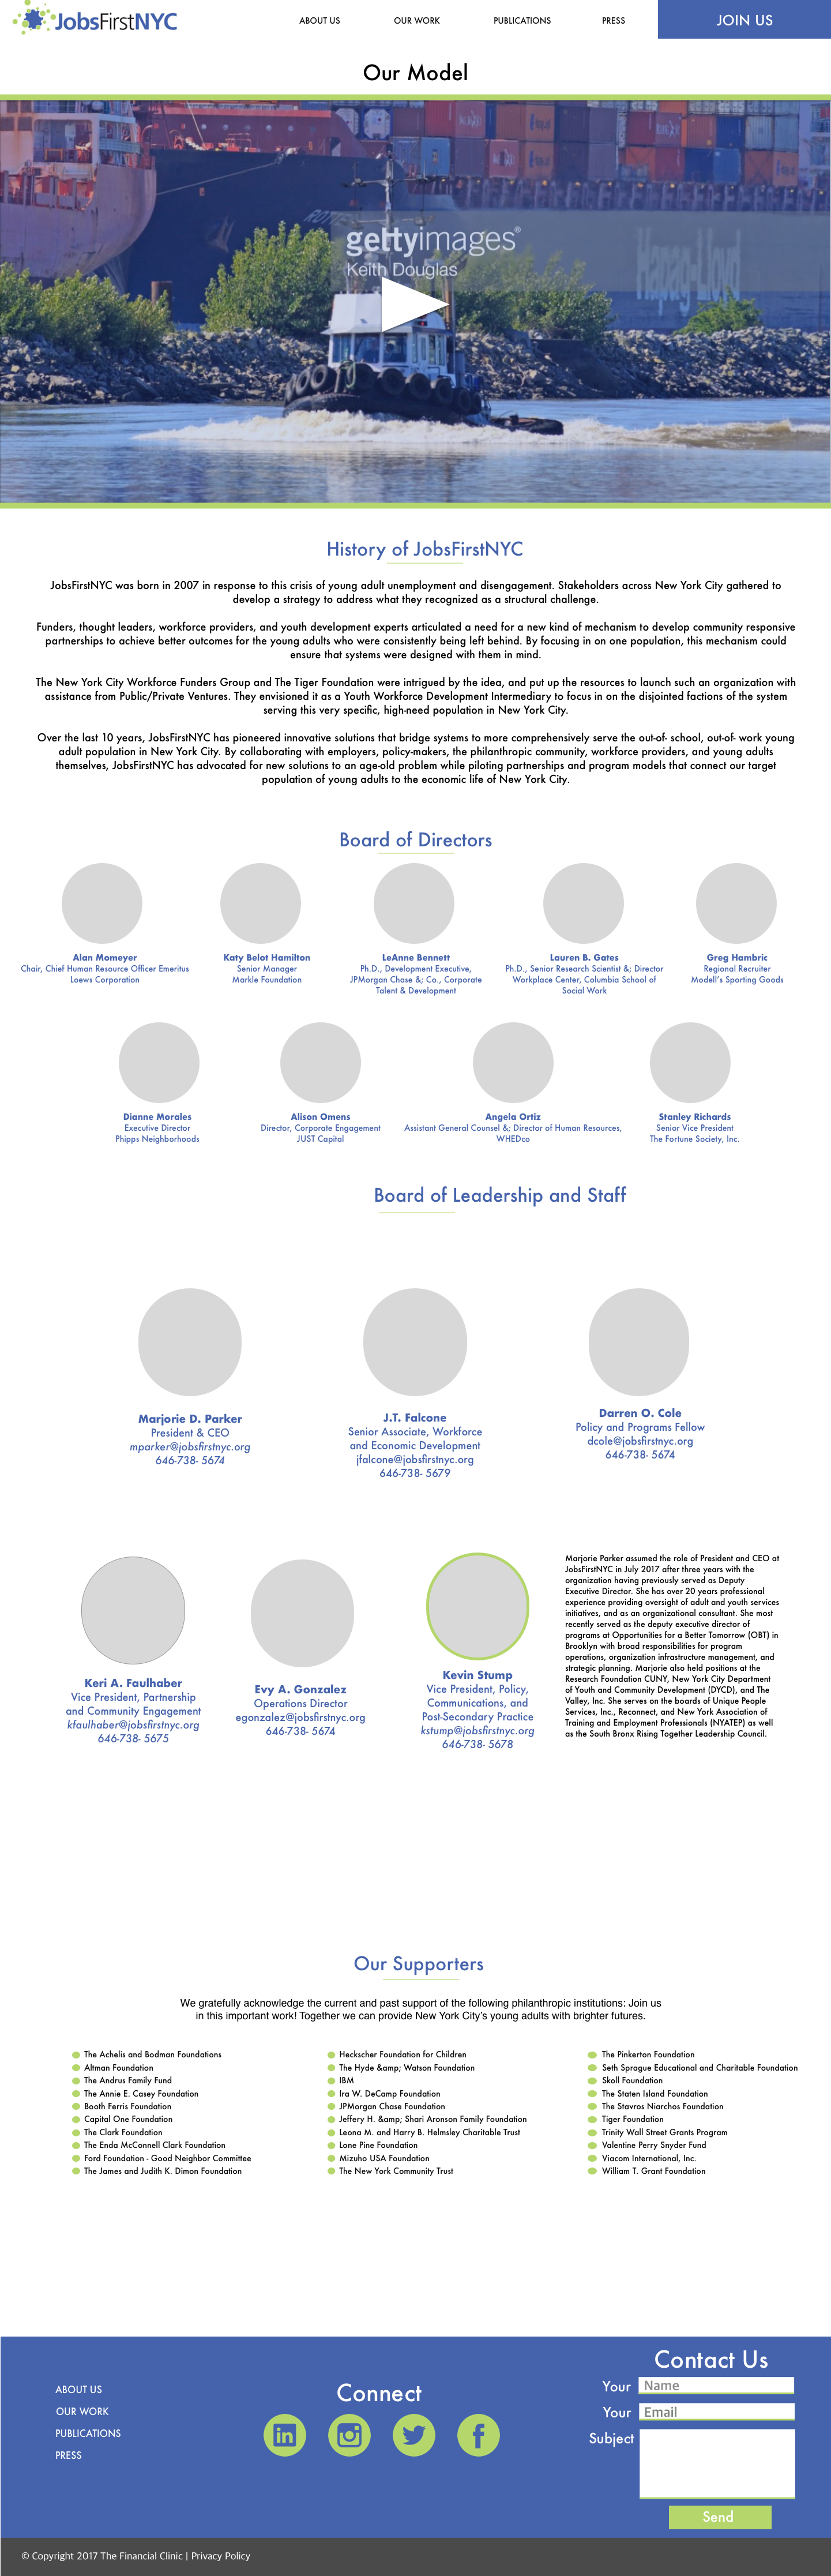 JobsFirstNYC
ABOUT US
OUR WORK
PUBLICATIONS
PRESS
JOIN US
Our Model
gettyimages®
Keith Douglas
History of JobsFirstNYC
JobsFirstNYC was born in 2007 in response to this crisis of young adult unemployment and disengagement. Stakeholders across New York City gathered to
develop a strategy to address what they recognized as a structural challenge.
Funders, thought leaders, workforce providers, and youth development experts articulated a need for a new kind of mechanism to develop community responsive
partnerships to achieve better outcomes for the young adults who were consistently being left behind. By focusing in on one population, this mechanism could
ensure that systems were designed with them in mind.
The New York City Workforce Funders Group and The Tiger Foundation were intrigued by the idea, and put up the resources to launch such an organization with
assistance from Public/Private Ventures. They envisioned it as a Youth Workforce Development Intermediary to focus in on the disjointed factions of the system
serving this very specific, high-need population in New York City.
Over the last 10 years, JobsFirstNYC has pioneered innovative solutions that bridge systems to more comprehensively serve the out-of- school, out-of- work young
adult population in New York City. By collaborating with employers, policy-makers, the philanthropic community, workforce providers, and young adults
themselves, JobsFirstNYC has advocated for new solutions to an age-old problem while piloting partnerships and program models that connect our target
population of young adults to the economic life of New York City.
Board of Directors
Alan Momeyer
Chair, Chief Human Resource Officer Emeritus
Loews Corporation
Katy Belot Hamilton
Senior Manager
Markle Foundation
LeAnne Bennett
Ph.D., Development Executive,
JPMorgan Chase &; Co., Corporate
Talent & Development
Lauren B. Gates
Ph.D., Senior Research Scientist &; Director
Workplace Center, Columbia School of
Social Work
Greg Hambric
Regional Recruiter
Modell's Sporting Goods
Dianne Morales
Executive Director
Phipps Neighborhoods
Alison Omens
Director, Corporate Engagement
JUST Capital
Angela Ortiz
Assistant General Counsel &; Director of Human Resources,
WHEDco
Stanley Richards
Senior Vice President
The Fortune Society, Inc.
Board of Leadership and Staff
Marjorie D. Parker
President & CEO
mparker@jobsfirstnyc.org
646-738- 5674
J.T. Falcone
Senior Associate, Workforce
and Economic Development
jfalcone@jobsfirstnyc.org
646-738- 5679
Darren O. Cole
Policy and Programs Fellow
dcole@jobsfirstnyc.org
646-738- 5674
Keri A. Faulhaber
Vice President, Partnership
and Community Engagement
kfaulhaber@jobsfirstnyc.org
646-738- 5675
Evy A. Gonzalez
Operations Director
egonzalez@jobsfirstnyc.org
646-738- 5674
Kevin Stump
Vice President, Policy,
Communications, and
Post-Secondary Practice
kstump@jobsfirstnyc.org
646-738- 5678
Marjorie Parker assumed the role of President and CEO at
JobsFirstNYC in July 2017 after three years with the
organization having previously served as Deputy
Executive Director. She has over 20 years professional
experience providing oversight of adult and youth services
initiatives, and as an organizational consultant. She most
recently served as the deputy executive director of
programs at Opportunities for a Better Tomorrow (OBT) in
Brooklyn with broad responsibilities for program
operations, organization infrastructure management, and
strategic planning. Marjorie also held positions at the
Research Foundation CUNY, New York City Department
of Youth and Community Development (DYCD), and The
Valley, Inc. She serves on the boards of Unique People
Services, Inc., Reconnect, and New York Association of
Training and Employment Professionals (NYATEP) as well
as the South Bronx Rising Together Leadership Council.
Our Supporters
We gratefully acknowledge the current and past support of the following philanthropic institutions: Join us
in this important work! Together we can provide New York City's young adults with brighter futures.
The Achelis and Bodman Foundations
Altman Foundation
The Andrus Family Fund
The Annie E. Casey Foundation
Booth Ferris Foundation
Capital One Foundation
The Clark Foundation
The Enda McConnell Clark Foundation
Ford Foundation - Good Neighbor Committee
The James and Judith K. Dimon Foundation
Heckscher Foundation for Children
The Hyde &amp; Watson Foundation
IBM
Ira W. DeCamp Foundation
JPMorgan Chase Foundation
Jeffery H. &amp; Shari Aronson Family Foundation
Leona M. and Harry B. Helmsley Charitable Trust
Lone Pine Foundation
Mizuho USA Foundation
The New York Community Trust
The Pinkerton Foundation
Seth Sprague Educational and Charitable Foundation
Skoll Foundation
The Staten Island Foundation
The Stavros Niarchos Foundation
Tiger Foundation
Trinity Wall Street Grants Program
Valentine Perry Snyder Fund
Viacom International, Inc.
William T. Grant Foundation
ABOUT US
OUR WORK
PUBLICATIONS
PRESS
Connect
Contact Us
Your Name
Your Email
Subject
Send
© Copyright 2017 The Financial Clinic | Privacy Policy